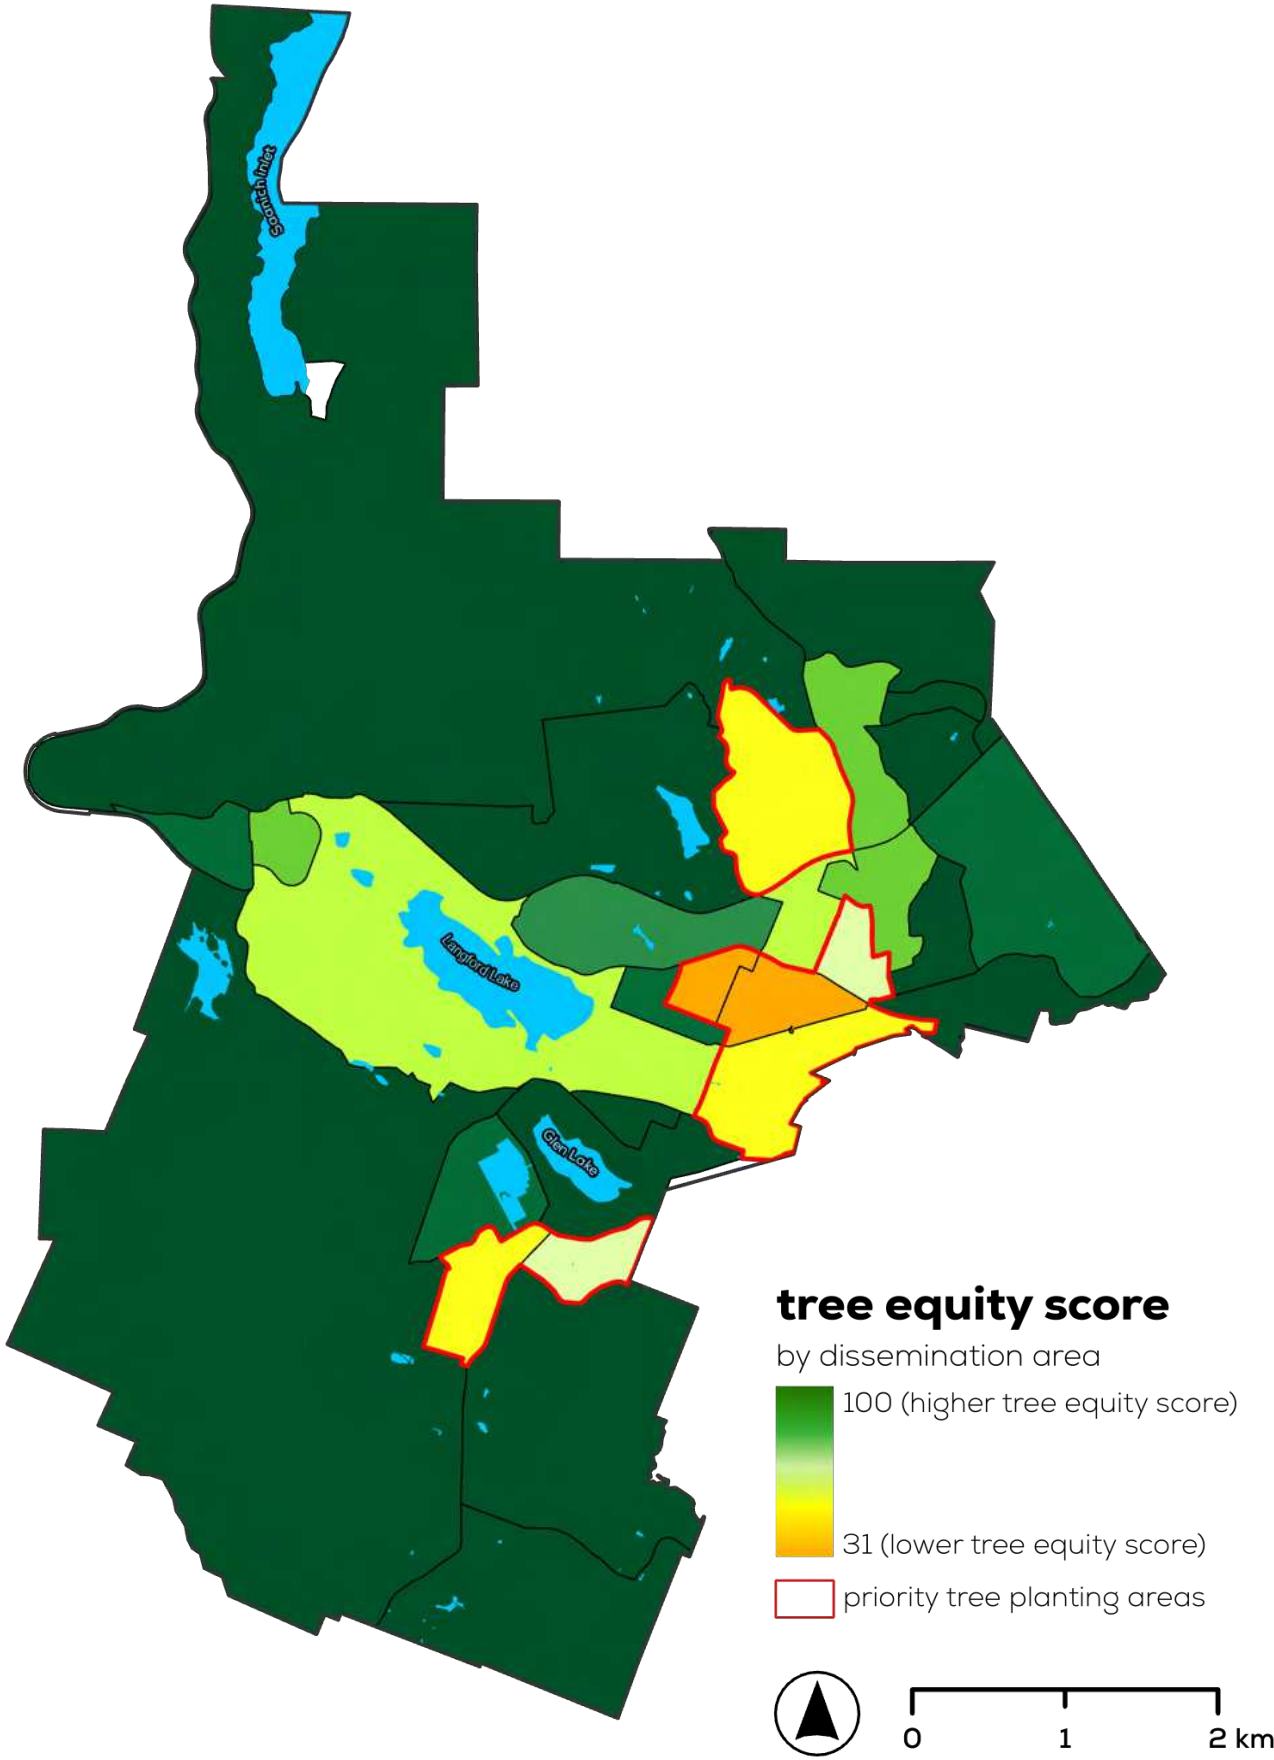 Saanich Inlet
Langford Lake
Glen Lake
tree equity score
by dissemination area
100 (higher tree equity score)
31 (lower tree equity score)
priority tree planting areas
0 1 2 km